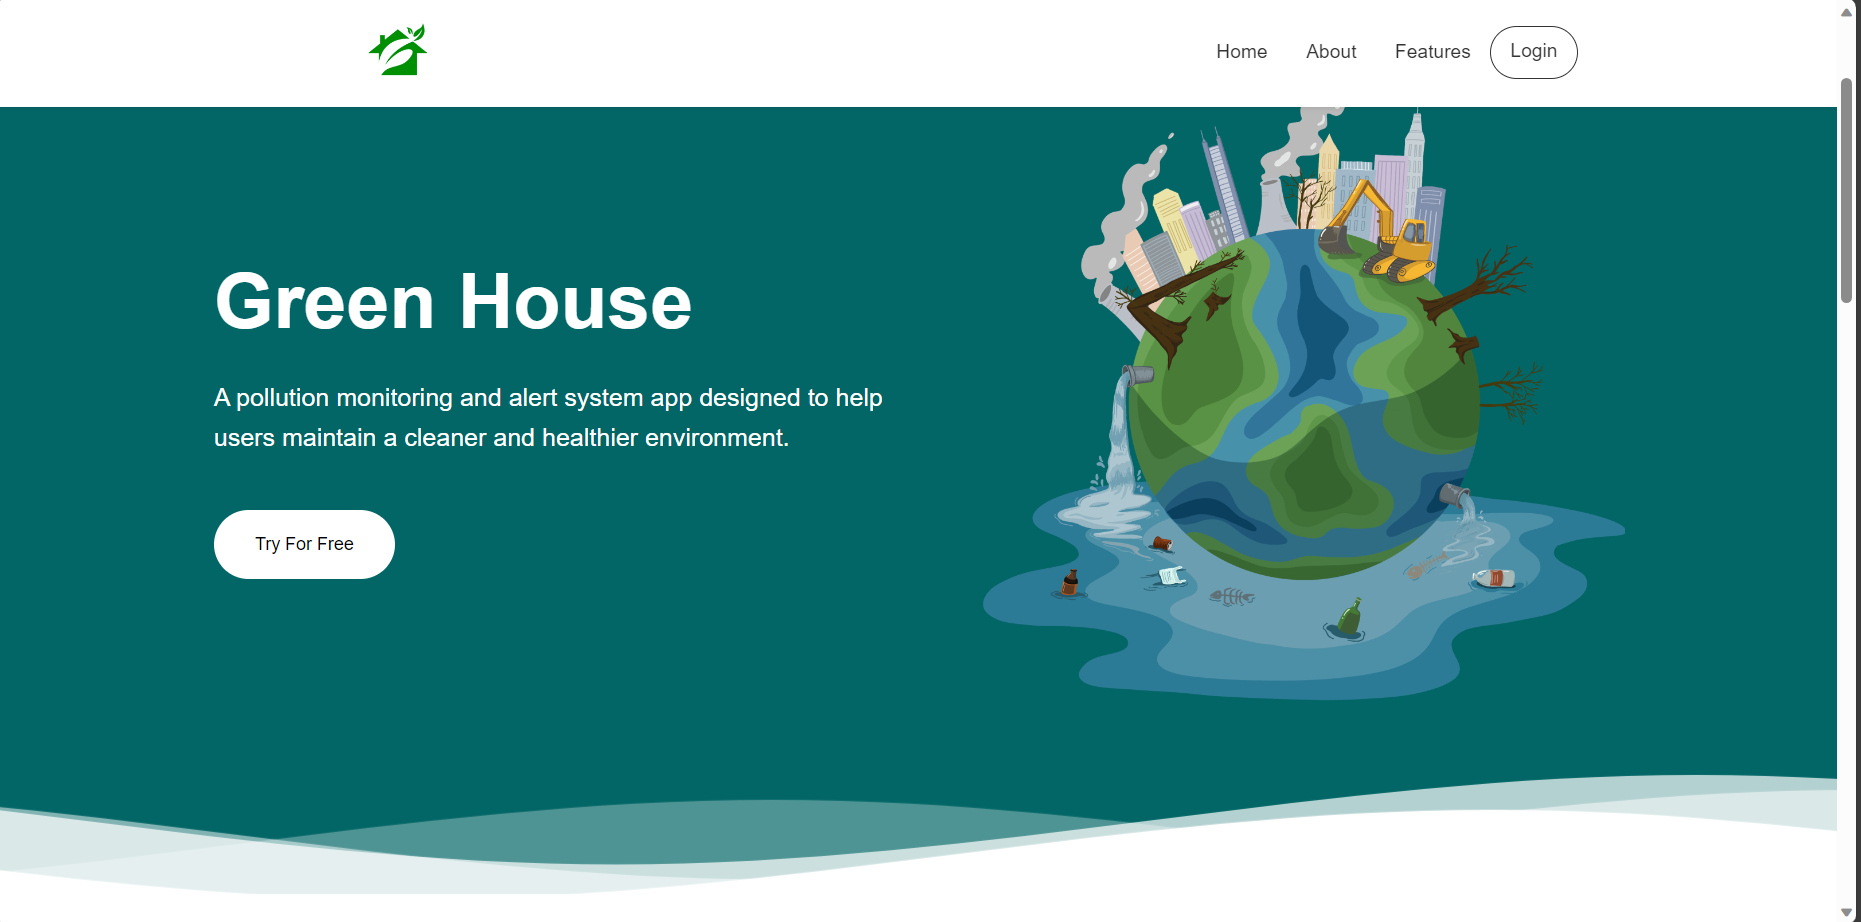 Home
About
Features
Login
Green House
A pollution monitoring and alert system app designed to help
users maintain a cleaner and healthier environment.
Try For Free